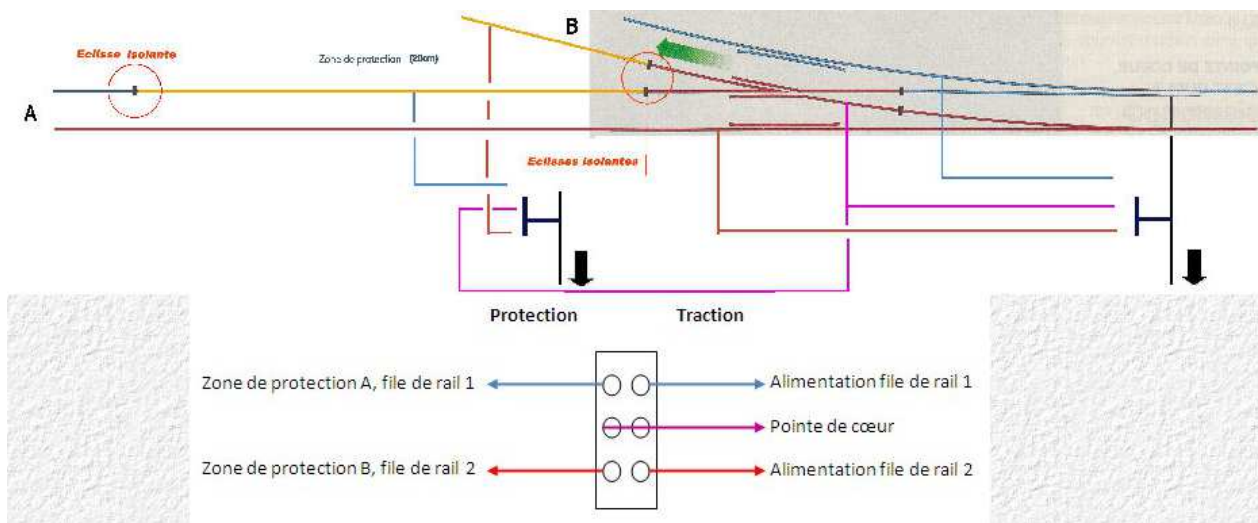 B
Eclisse isolante
Zone de protection (20cm)
A
Eclisses isolantes
Protection Traction
Zone de protection A, file de rail 1
Alimentation file de rail 1
Pointe de cœur
Zone de protection B, file de rail 2
Alimentation file de rail 2